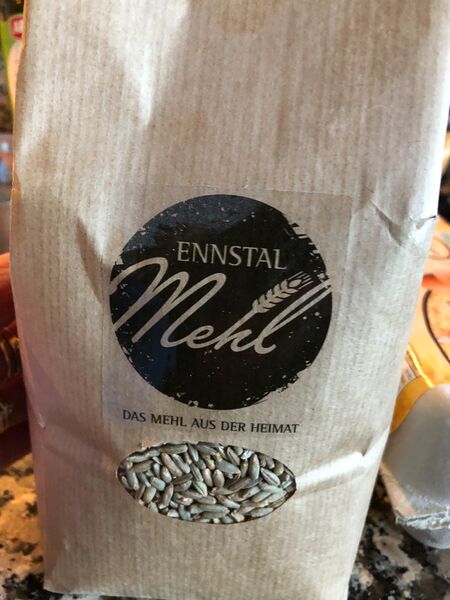 ENNSTAL
Mehl
DAS MEHL AUS DER HEIMAT